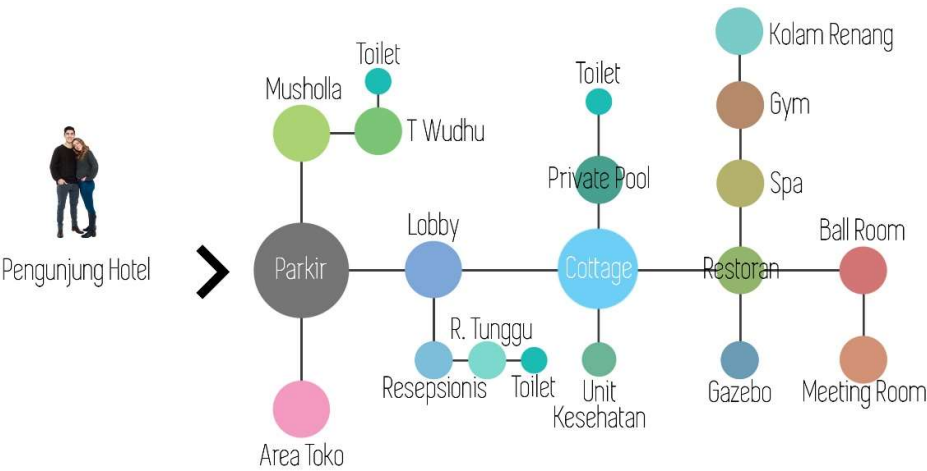 Kolam Renang
Toilet
Toilet
Musholla
Gym
T Wudhu
Private Pool
Spa
Lobby
Ball Room
Pengunjung Hotel
Parkir
Cottage
Restoran
R. Tunggu
Resepsionis
Toilet
Unit
Kesehatan
Gazebo
Meeting Room
Area Toko